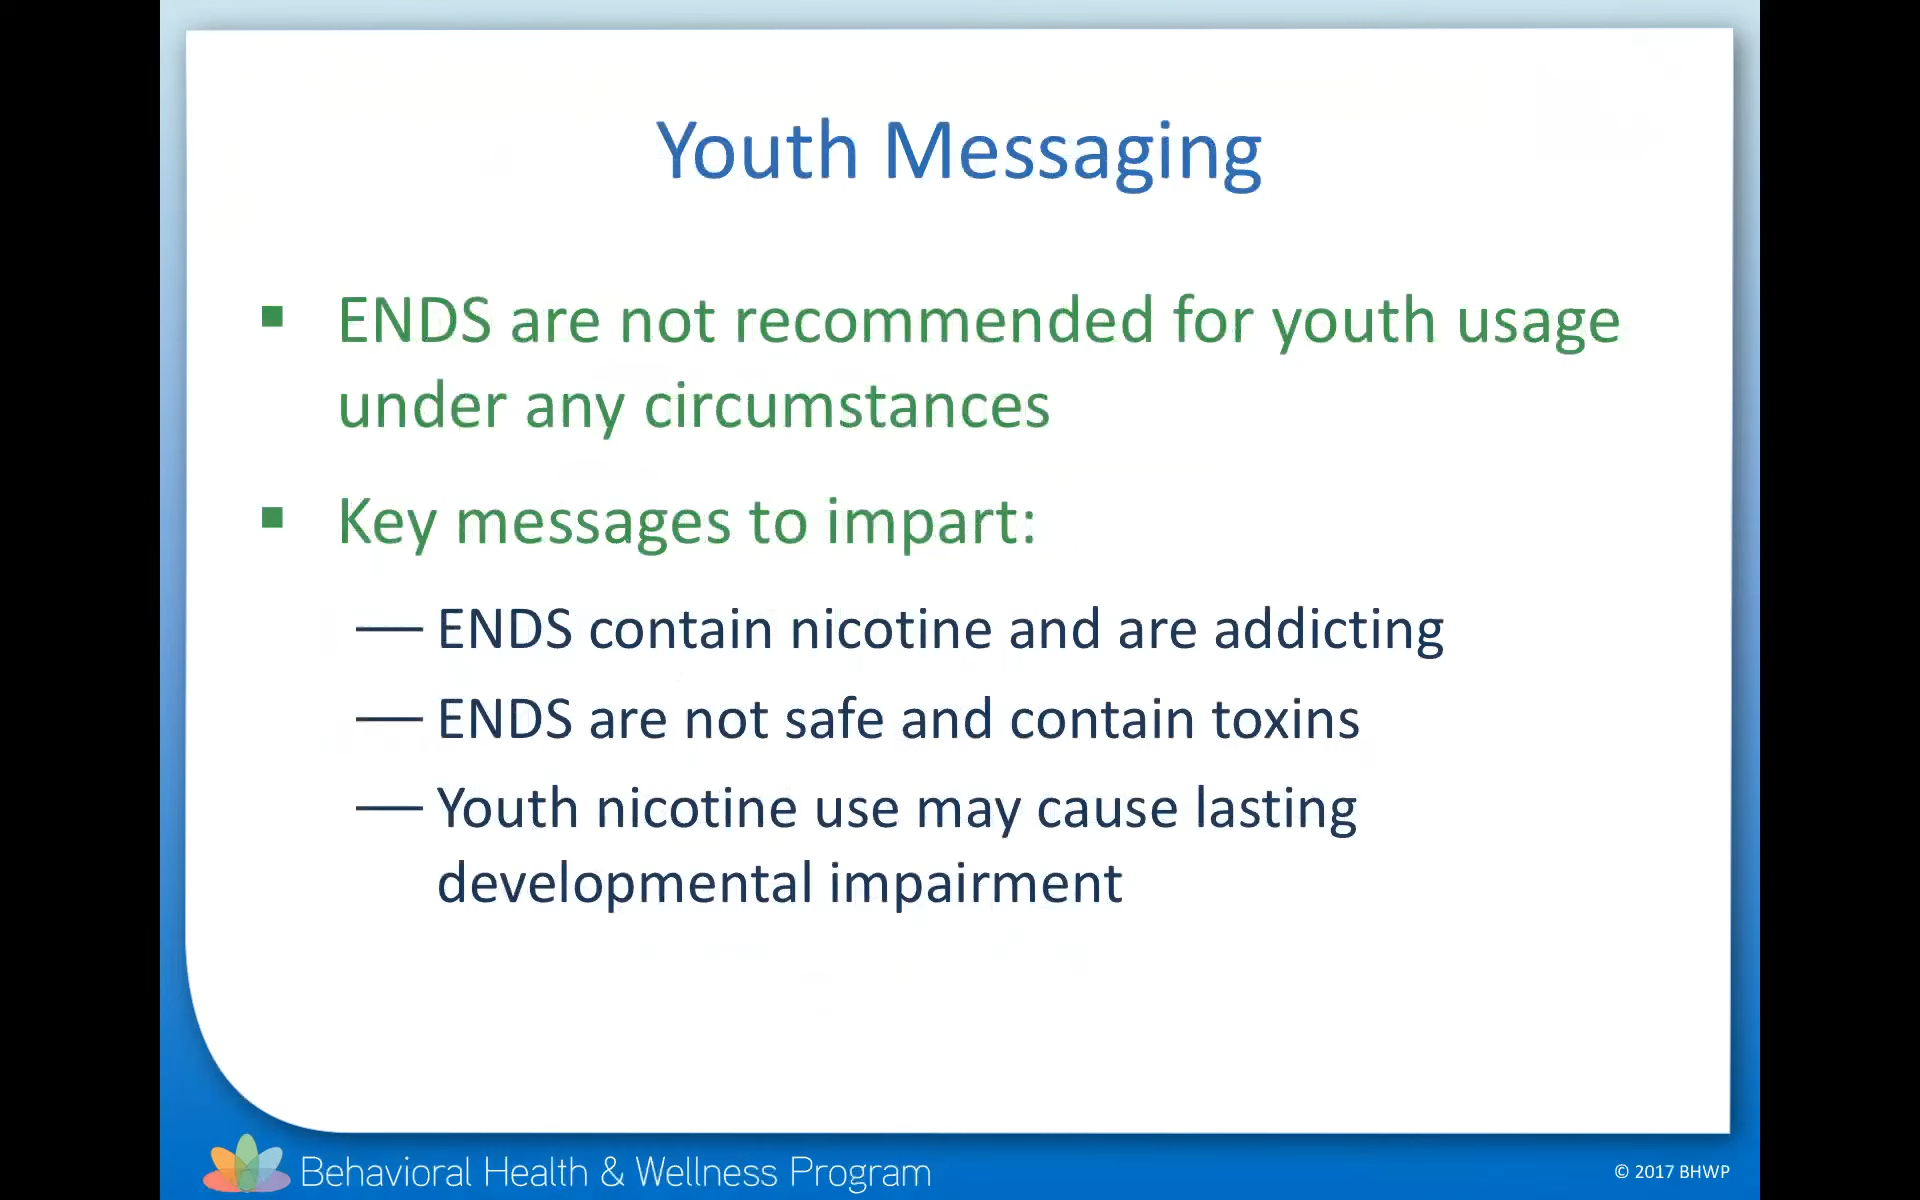 Youth Messaging
▪ ENDS are not recommended for youth usage
under any circumstances
▪ Key messages to impart:
— ENDS contain nicotine and are addicting
— ENDS are not safe and contain toxins
— Youth nicotine use may cause lasting
developmental impairment
Behavioral Health & Wellness Program
© 2017 BHWP